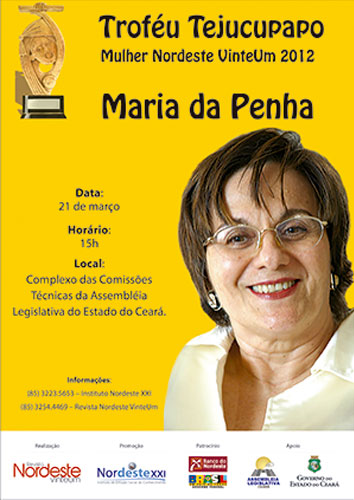 Troféu Tejucupapo
Mulher Nordeste VinteUm 2012
Maria da Penha
Data:
21 de março
Horário:
15h
Local:
Complexo das Comissões
Técnicas da Assembléia
Legislativa do Estado do Ceará.
Informações:
(85) 3223.5653 – Instituto Nordeste XXI
(85) 3254.4469 – Revista Nordeste VinteUm
Realização Promoção Patrocínio Apoio
Nordeste
VinteUm
NordesteXXI
Banco do
Nordeste
BRASIL
ASSEMBLEIA
LEGISLATIVA
GOVERNO DO
ESTADO DO CEARÁ